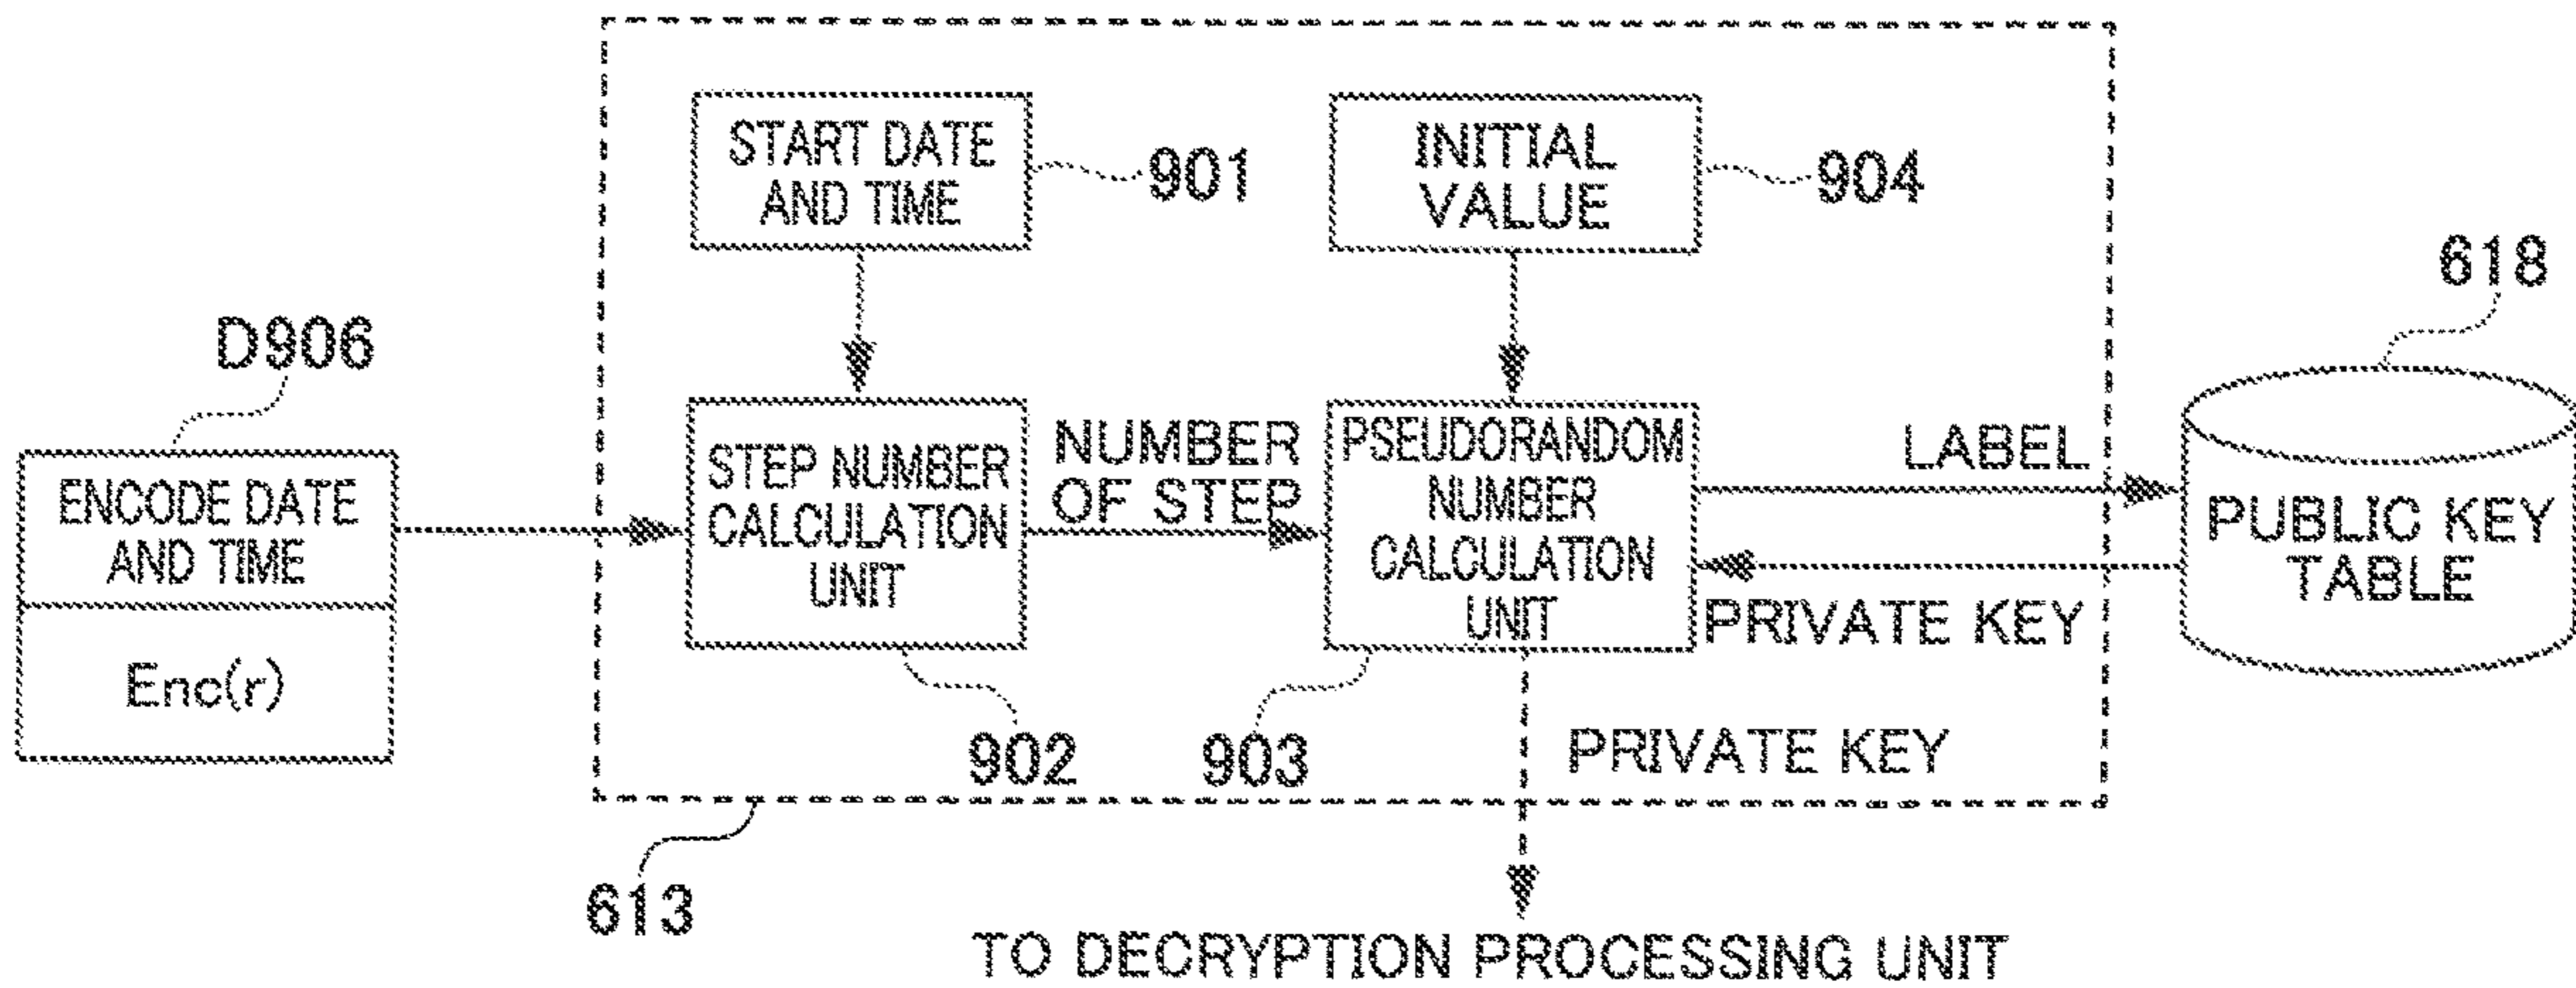 START DATE
AND TIME
901
INITIAL
VALUE
904
618
D906
ENCODE DATE
AND TIME
Enc(r)
STEP NUMBER
CALCULATION
UNIT
NUMBER
OF STEP
PSEUDORANDOM
NUMBER
CALCULATION
UNIT
LABEL
PRIVATE KEY
PUBLIC KEY
TABLE
902
903
PRIVATE KEY
613
TO DECRYPTION PROCESSING UNIT